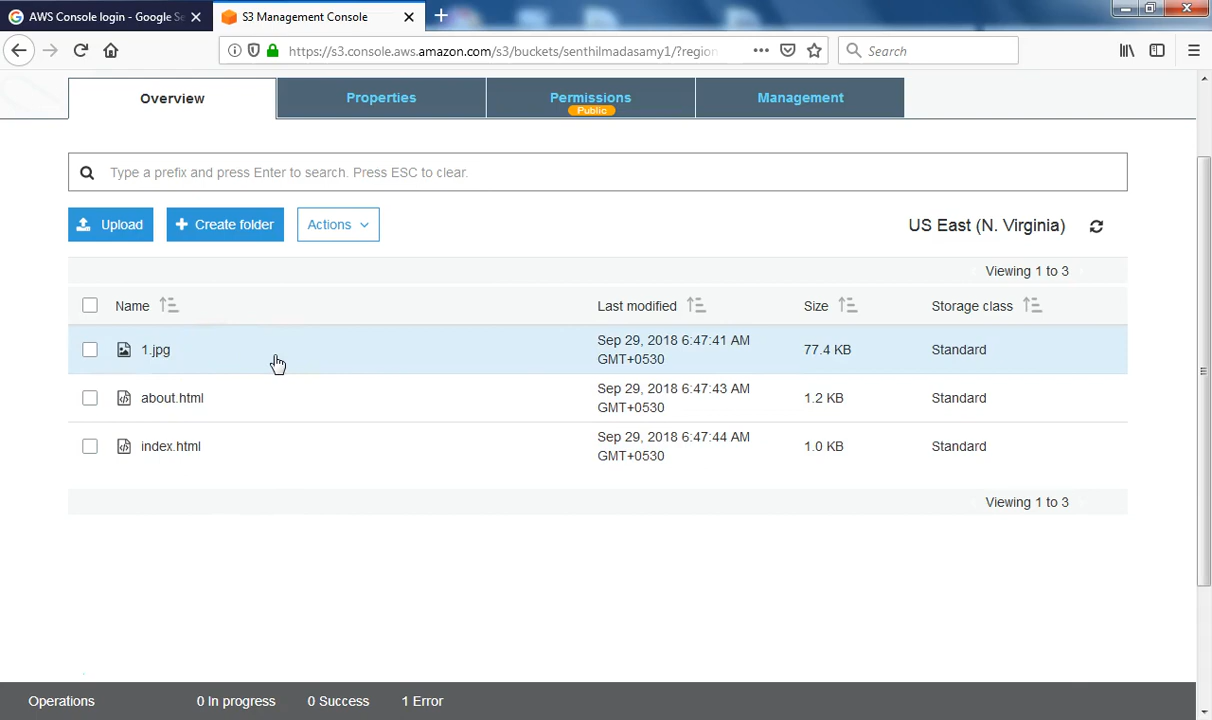 AWS Console login - Google Se
S3 Management Console
https://s3.console.aws.amazon.com/s3/buckets/senthilmadasamy1/?region
Search
Overview
Properties
Permissions
Public
Management
Type a prefix and press Enter to search. Press ESC to clear.
Upload
Create folder
Actions
US East (N. Virginia)
Viewing 1 to 3
Name
Last modified
Size
Storage class
1.jpg
Sep 29, 2018 6:47:41 AM
GMT+0530
77.4 KB
Standard
about.html
Sep 29, 2018 6:47:43 AM
GMT+0530
1.2 KB
Standard
index.html
Sep 29, 2018 6:47:44 AM
GMT+0530
1.0 KB
Standard
Viewing 1 to 3
Operations
0 In progress
0 Success
1 Error